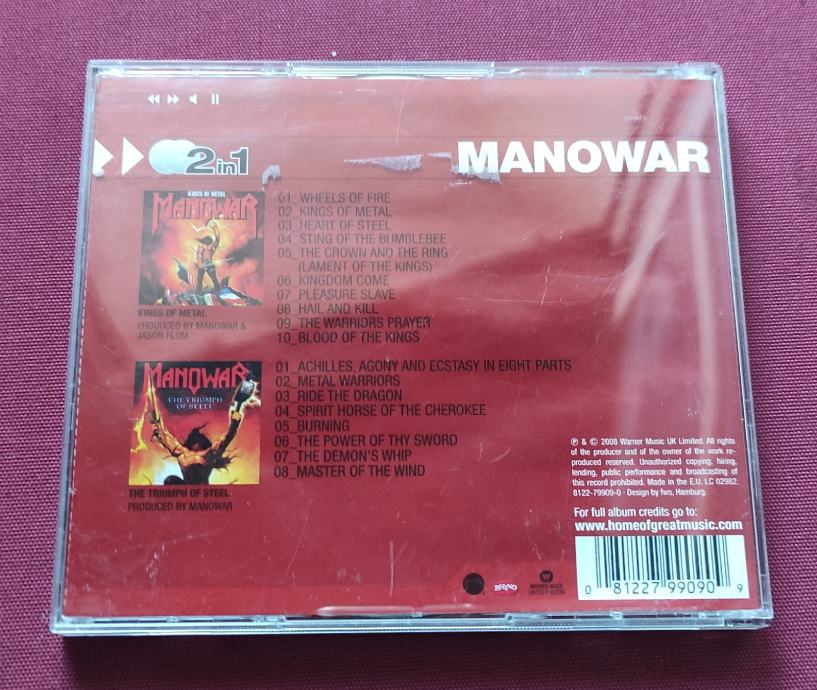 2in1
MANOWAR
KINGS OF METAL
MANOWAR
01_WHEELS OF FIRE
02_KINGS OF METAL
03_HEART OF STEEL
04_STING OF THE BUMBLEBEE
05_THE CROWN AND THE RING
(LAMENT OF THE KINGS)
06_KINGDOM COME
07_PLEASURE SLAVE
08_HAIL AND KILL
09_THE WARRIORS PRAYER
10_BLOOD OF THE KINGS
KINGS OF METAL
PRODUCED BY MANOWAR &
JASON FLOM
MANOWAR
THE TRIUMPH
OF STEEL
01_ACHILLES, AGONY AND ECSTASY IN EIGHT PARTS
02_METAL WARRIORS
03_RIDE THE DRAGON
04_SPIRIT HORSE OF THE CHEROKEE
05_BURNING
06_THE POWER OF THY SWORD
07_THE DEMON'S WHIP
08_MASTER OF THE WIND
THE TRIUMPH OF STEEL
PRODUCED BY MANOWAR
℗ & © 2008 Warner Music UK Limited. All rights
of the producer and of the owner of the work re-
produced reserved. Unauthorized copying, hiring,
lending, public performance and broadcasting of
this record prohibited. Made in the E.U. LC 02982.
8122-79909-0 · Design by fws, Hamburg.
For full album credits go to:
www.homeofgreatmusic.com
RHINO
WARNER MUSIC
UNITED KINGDOM
0 81227 99090 9